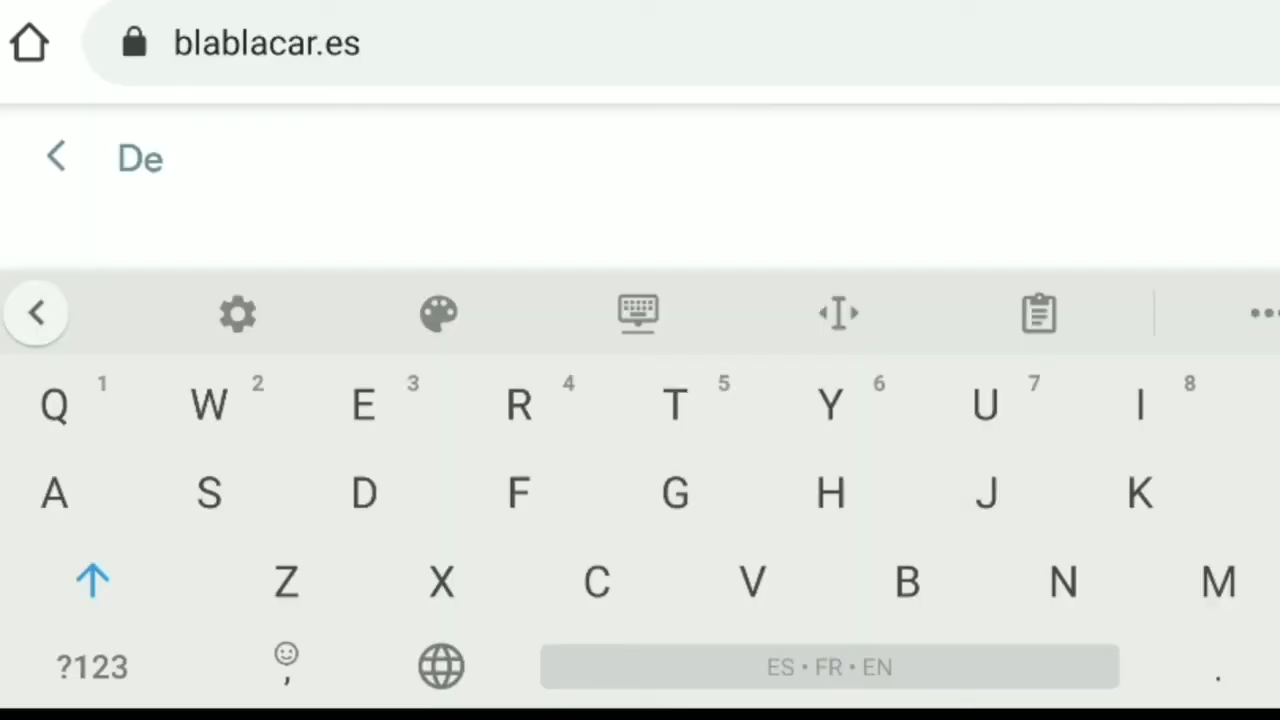 blablacar.es
De
Q 1 W 2 E 3 R 4 T 5 Y 6 U 7 I 8
A S D F G H J K
Z X C V B N M
?123 , ES • FR • EN .